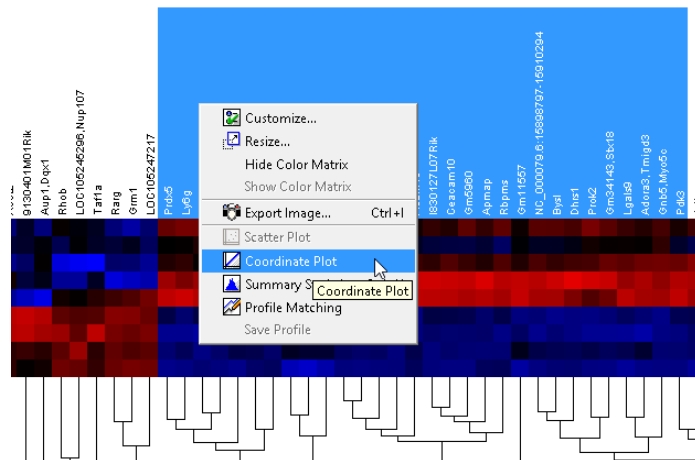 9130401M01Rik
Aup1,Dqx1
Rhob
LOC105245296,Nup107
Taf1a
Rarg
Grm1
LOC105247217
Prdx5
Ly6g
I830127L07Rik
Ceacam10
Gm5960
Apmap
Rbpms
Gm11557
NC_000079.6:15898797-15910294
Bysl
Dhrs1
Prok2
Gm34143,Stx18
Lgals9
Adora3,Tmigd3
Gnb5,Myo5c
Pdk3
Customize...
Resize...
Hide Color Matrix
Show Color Matrix
Export Image... Ctrl+I
Scatter Plot
Coordinate Plot
Summary S
Coordinate Plot
Profile Matching
Save Profile